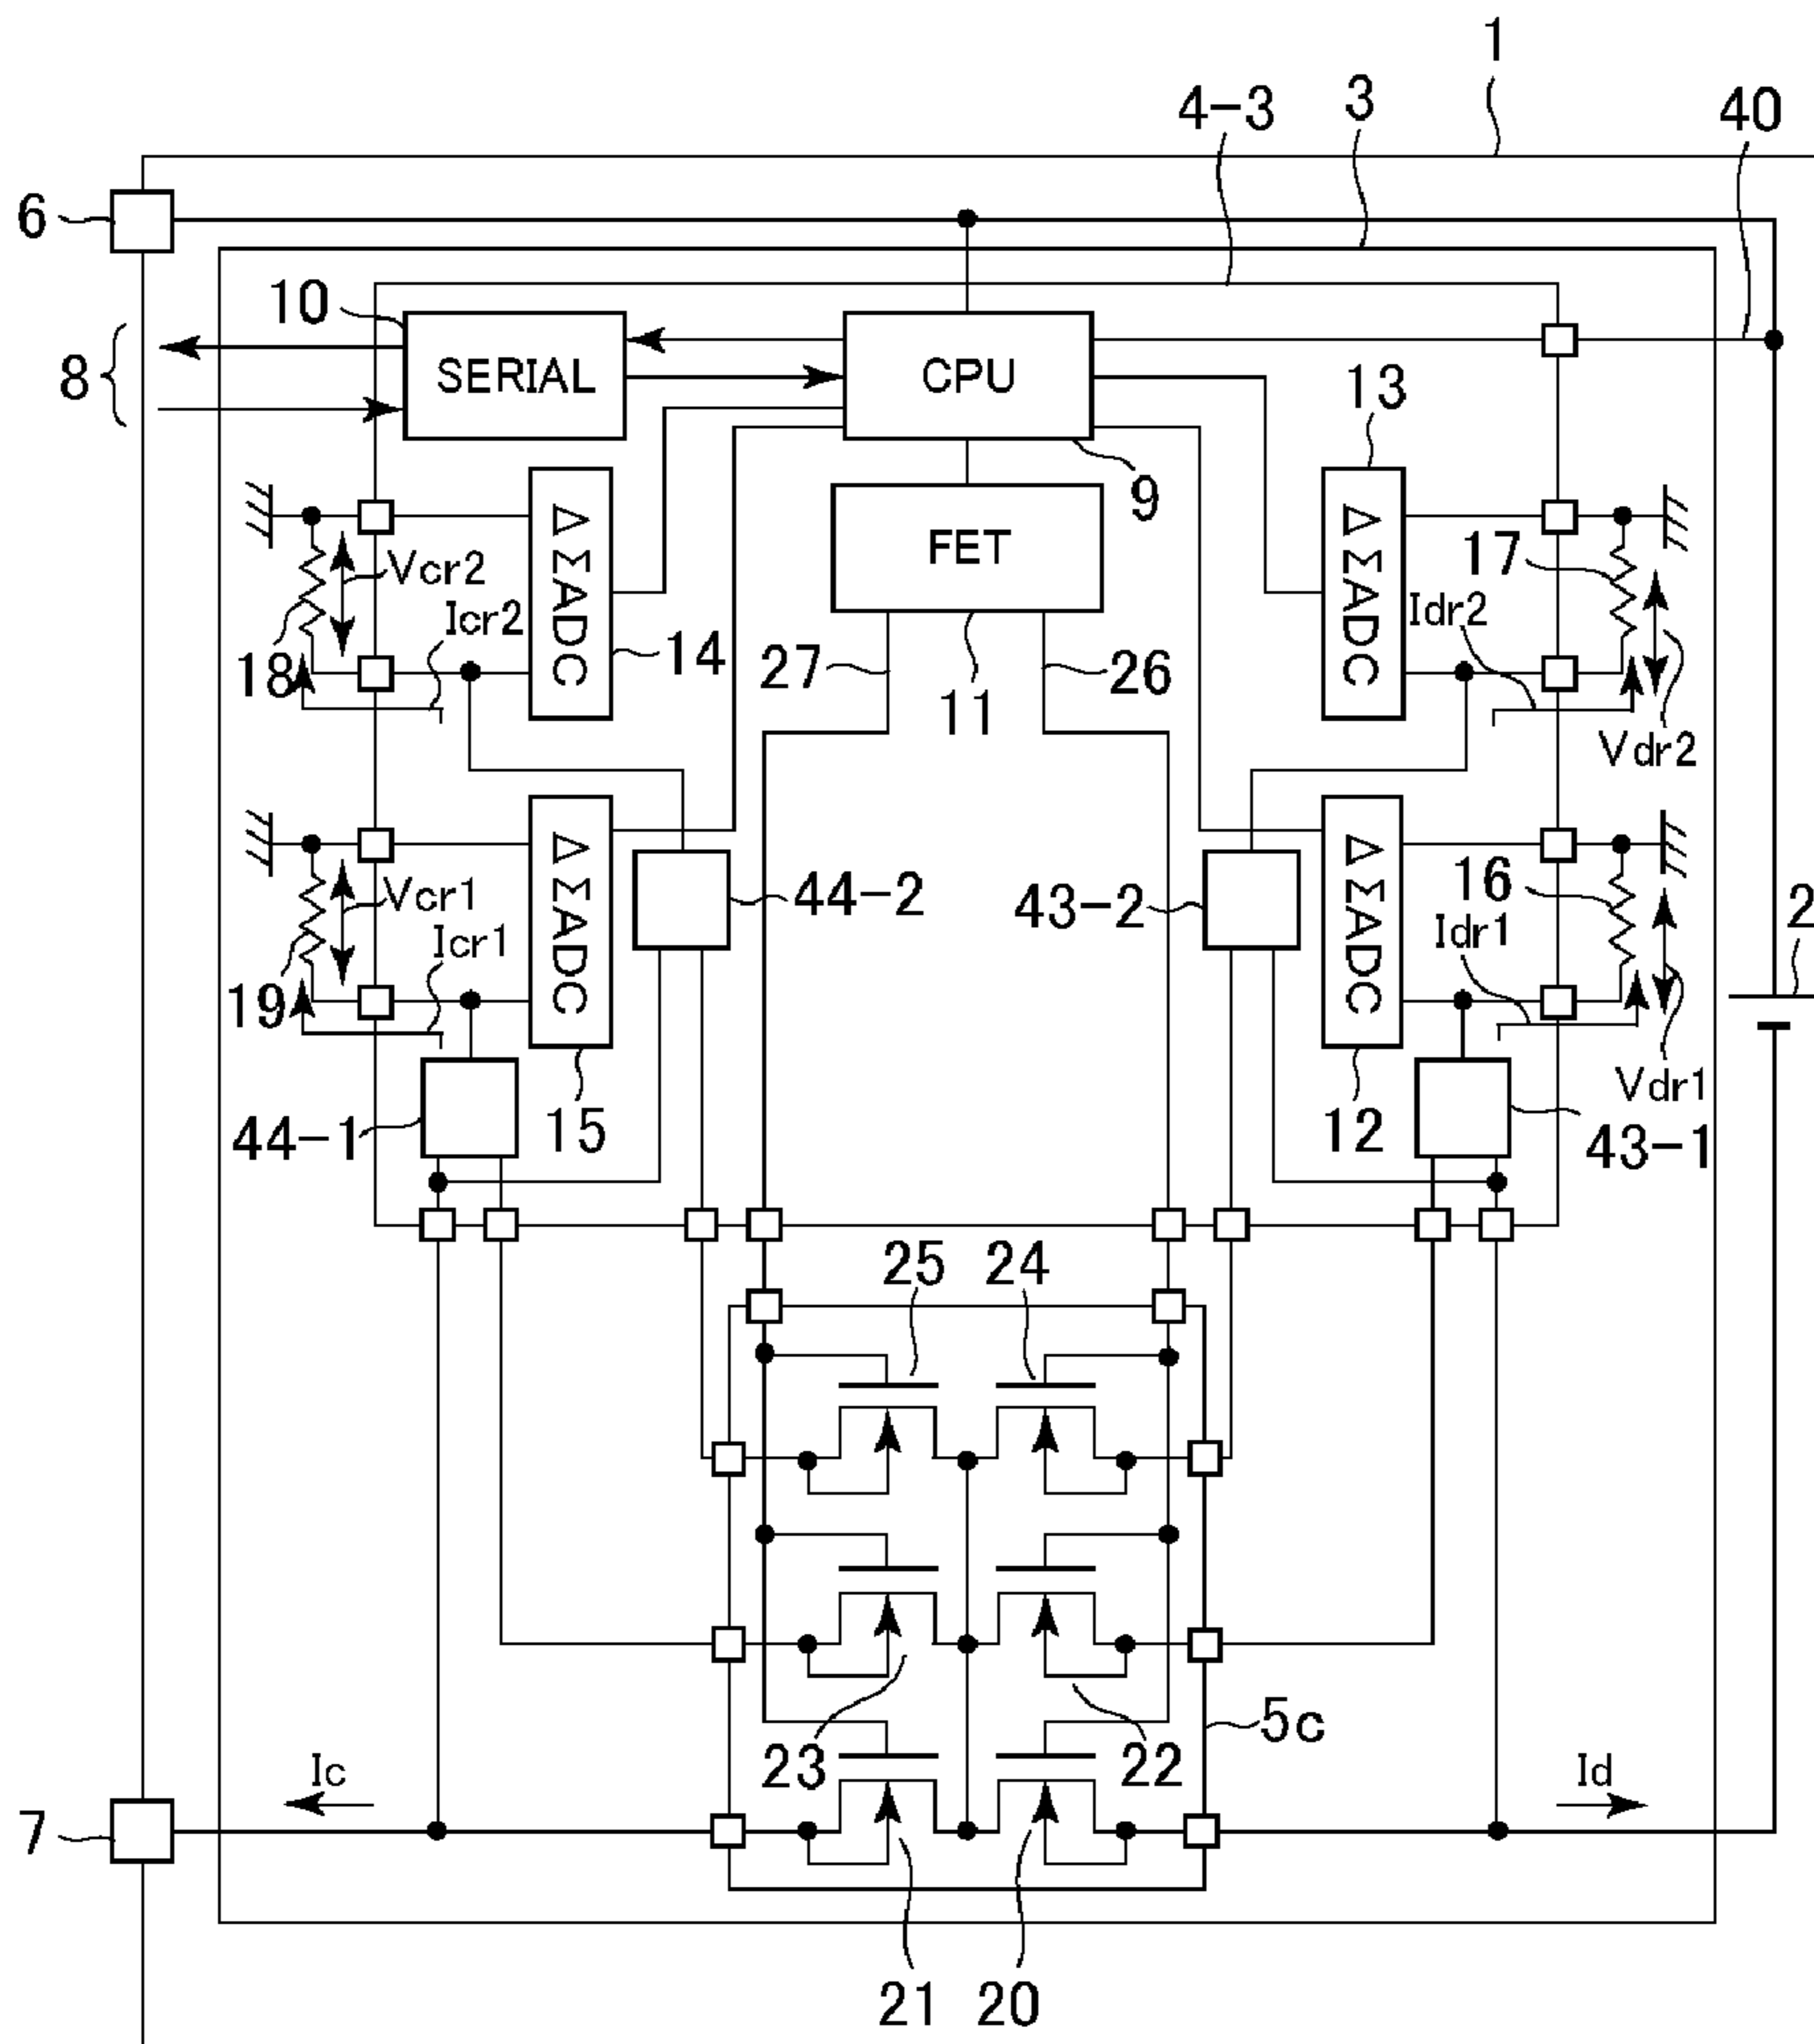 1
4-3
3
40
6
10
8
SERIAL
CPU
13
9
ΔΣADC
FET
ΔΣADC
17
Vcr2
Icr2
Idr2
18
14
27
26
11
Vdr2
ΔΣADC
ΔΣADC
16
44-2
43-2
2
Vcr1
Icr1
Idr1
19
Vdr1
44-1
15
12
43-1
25
24
5c
23
22
Ic
Id
7
21
20